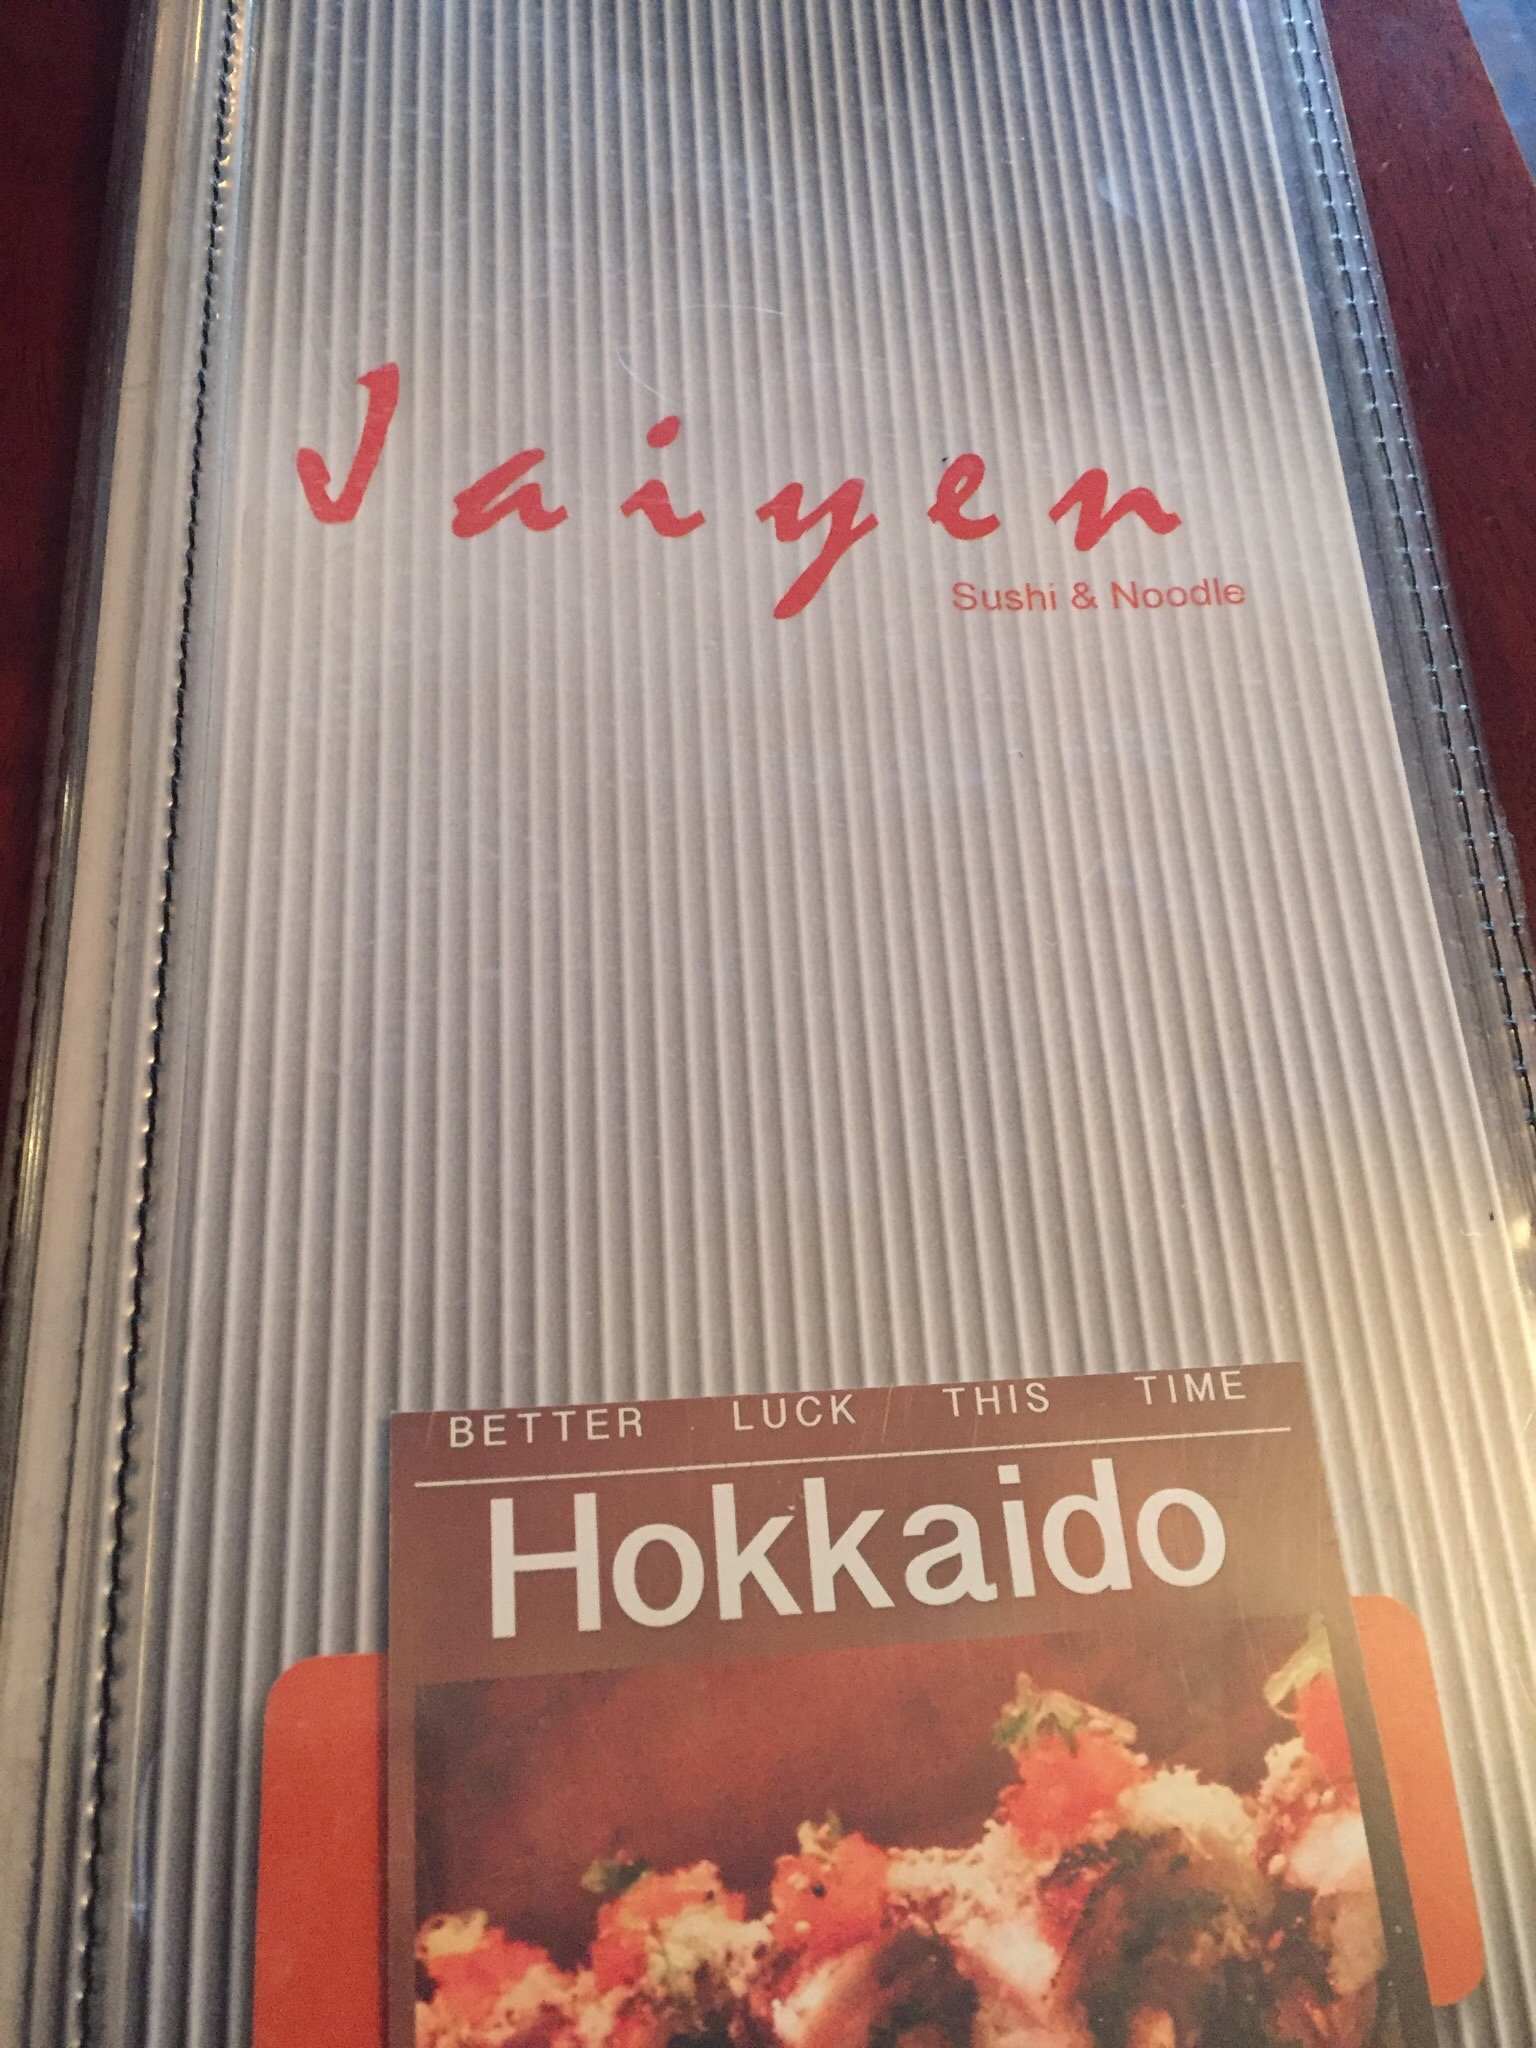 Jaiyen
Sushi & Noodle
BETTER LUCK THIS TIME
Hokkaido